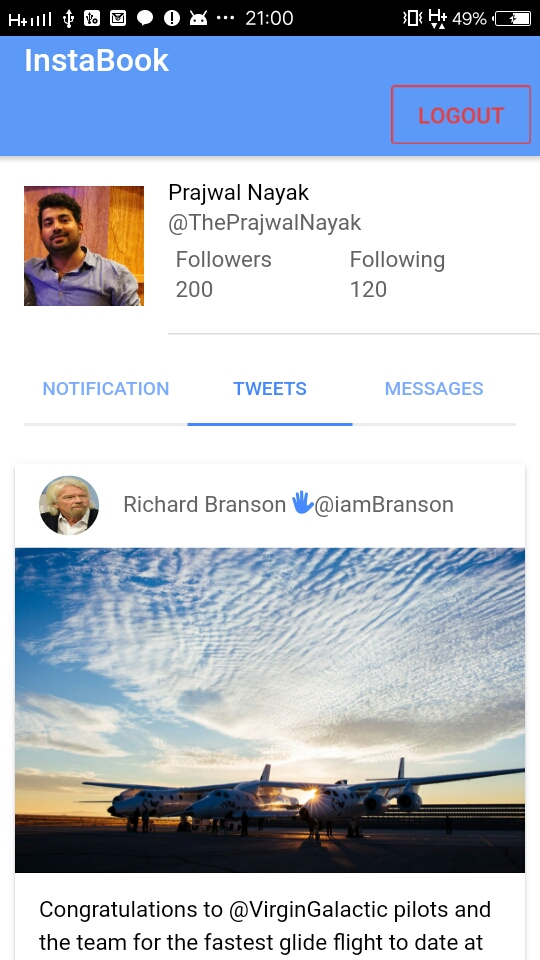 21:00 49%
InstaBook
LOGOUT
Prajwal Nayak
@ThePrajwalNayak
Followers Following
200 120
NOTIFICATION TWEETS MESSAGES
Richard Branson @iamBranson
Congratulations to @VirginGalactic pilots and
the team for the fastest glide flight to date at